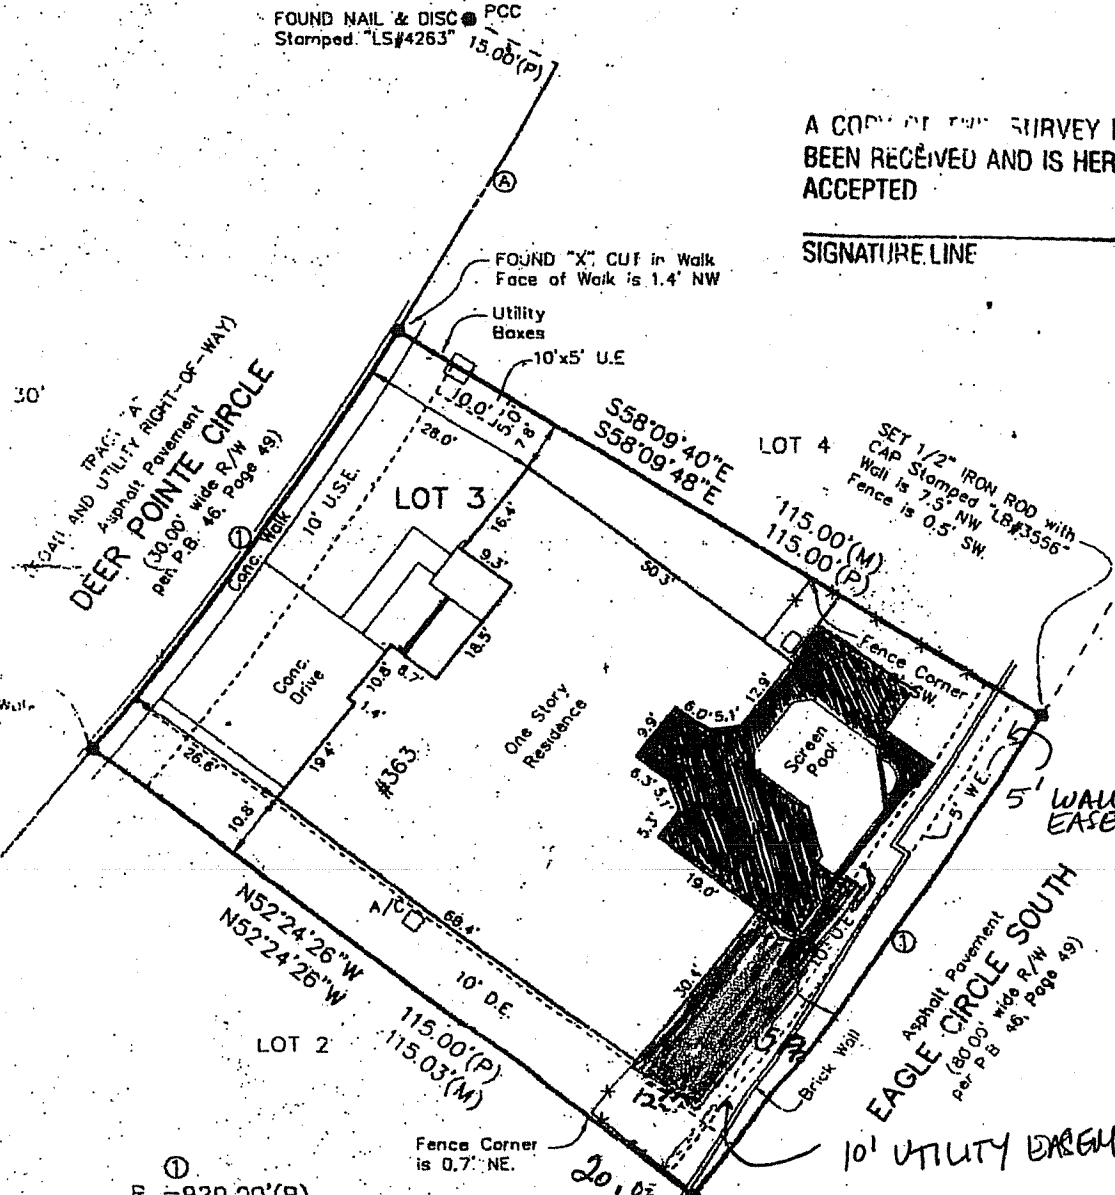 FOUND NAIL & DISC PCC
Stamped "LS#4263"
15.00'(P)
A COPY OF SURVEY
BEEN RECEIVED AND IS HER
ACCEPTED
SIGNATURE LINE
A
FOUND "X" CUT in Walk
Face of Walk is 1.4' NW
Utility
Boxes
10'x5' U.E
30'
TRACT "A"
AND UTILITY RIGHT-OF-WAY)
Asphalt Pavement
DEER POINTE CIRCLE
(30.00' wide R/W
per P.B. 46, Page 49)
1
Conc. Walk
10' U.S.E.
28.0'
10.0'
7.8'
S58°09'40"E
S58°09'48"E
LOT 4
SET 1/2" IRON ROD with
CAP Stamped "LB#3556"
Wall is 7.5' NW
Fence is 0.5' SW.
LOT 3
115.00'(M)
115.00'(P)
16.4'
9.3'
50.3'
18.5'
8.7'
10.8'
1.4'
19.4'
Conc.
Drive
One Story
Residence
#363
Fence Corner
SW.
12.9'
6.0'
5.1'
9.9'
6.3'
5.1'
5.3'
19.0'
Screen
Pool
26.6'
10.8'
5' W.E.
5
5' WALL
EASE
N52°24'26"W
N52°24'26"W
A/C
68.4'
10' D.E.
10' U.E
1
Asphalt Pavement
EAGLE CIRCLE SOUTH
(80.00' wide R/W
per P.B 46, Page 49)
LOT 2
115.00'(P)
115.03'(M)
Brick Wall
Fence Corner
is 0.7' NE.
10' UTILITY EASEM
1
R =920.00'(P)